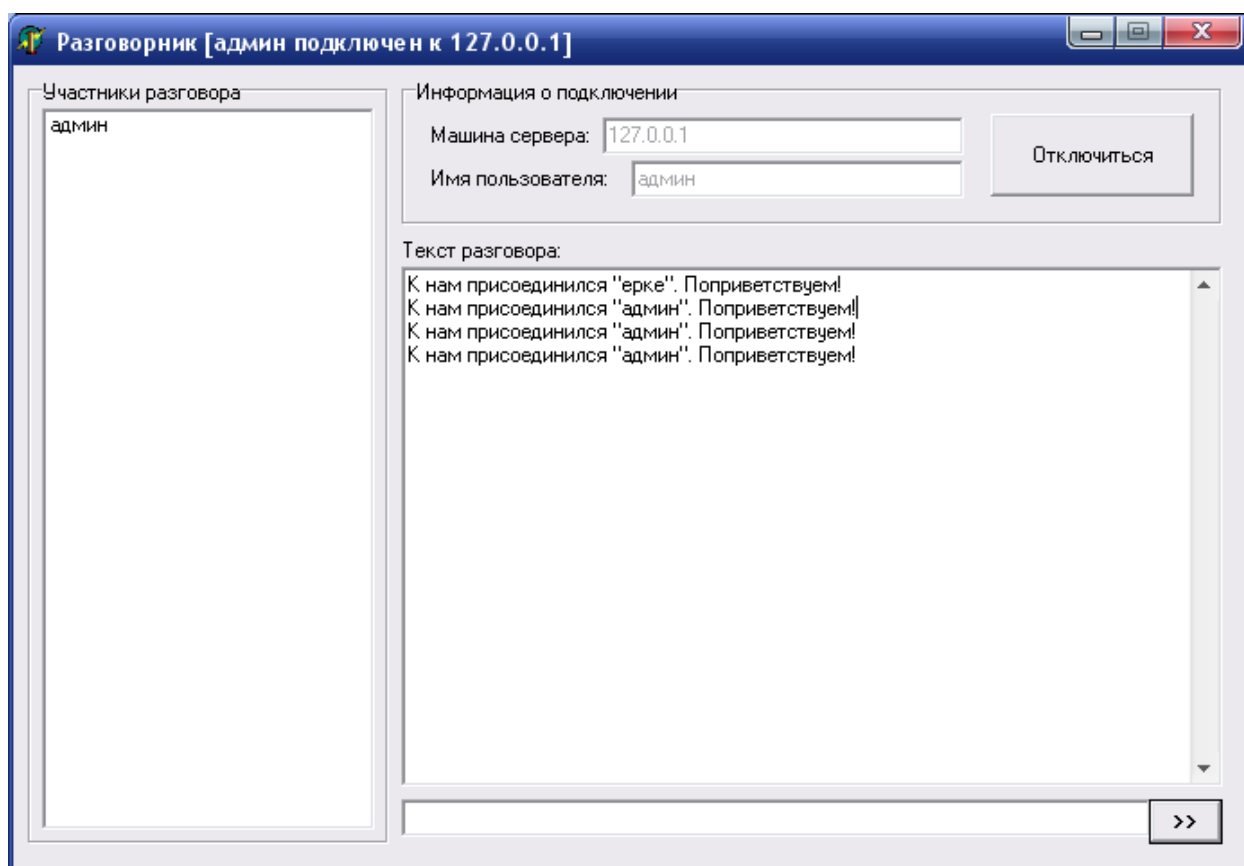 Разговорник [админ подключен к 127.0.0.1]
Участники разговора
админ
Информация о подключении
Машина сервера: 127.0.0.1
Имя пользователя: админ
Отключиться
Текст разговора:
К нам присоединился "ерке". Поприветствуем!
К нам присоединился "админ". Поприветствуем!
К нам присоединился "админ". Поприветствуем!
К нам присоединился "админ". Поприветствуем!
>>